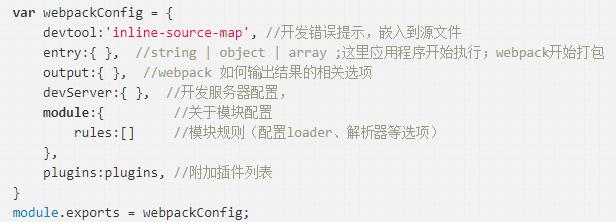 var webpackConfig = {
    devtool:'inline-source-map', //开发错误提示，嵌入到源文件
    entry:{ },  //string | object | array ;这里应用程序开始执行；webpack开始打包
    output:{ },  //webpack 如何输出结果的相关选项
    devServer:{ },  //开发服务器配置，
    module:{        //关于模块配置
        rules:[]    //模块规则（配置loader、解析器等选项）
    },
    plugins:plugins, //附加插件列表
}
module.exports = webpackConfig;